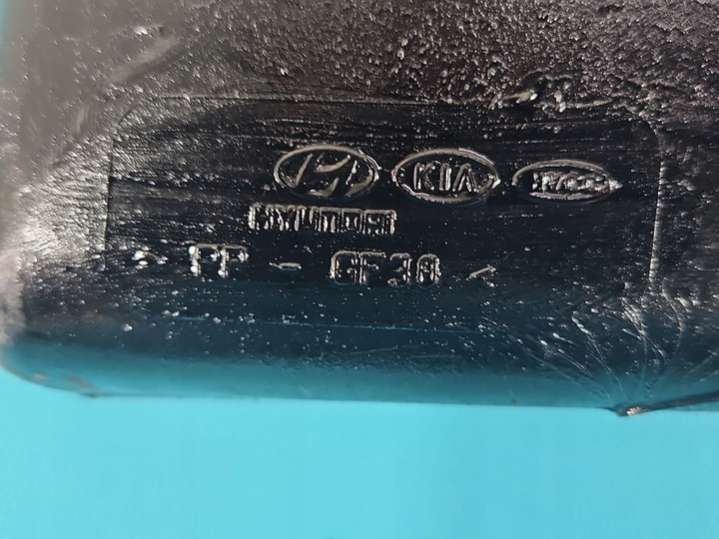 KIA
HYUNDAI
> PP - GF30 <